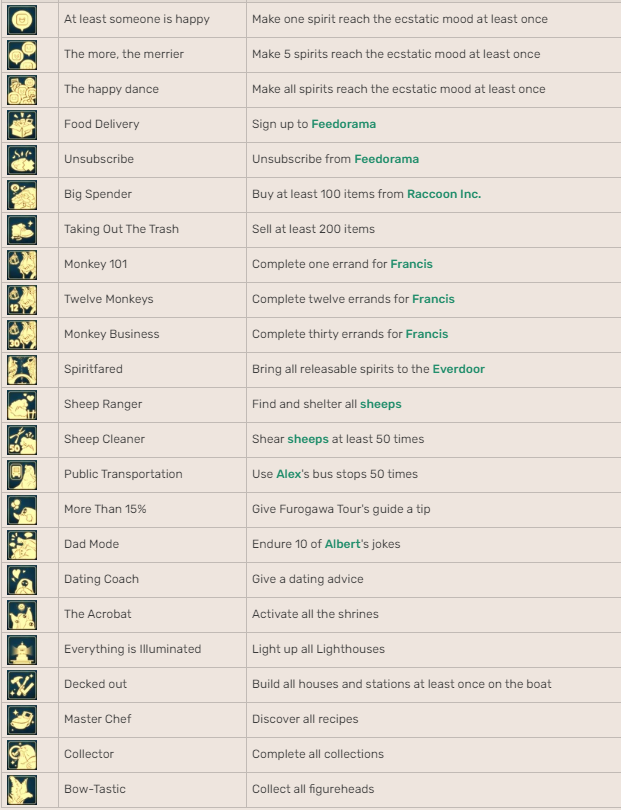 At least someone is happy Make one spirit reach the ecstatic mood at least once
The more, the merrier Make 5 spirits reach the ecstatic mood at least once
The happy dance Make all spirits reach the ecstatic mood at least once
Food Delivery Sign up to Feedorama
Unsubscribe Unsubscribe from Feedorama
Big Spender Buy at least 100 items from Raccoon Inc.
Taking Out The Trash Sell at least 200 items
Monkey 101 Complete one errand for Francis
12 Twelve Monkeys Complete twelve errands for Francis
30 Monkey Business Complete thirty errands for Francis
Spiritfared Bring all releasable spirits to the Everdoor
Sheep Ranger Find and shelter all sheeps
50 Sheep Cleaner Shear sheeps at least 50 times
Public Transportation Use Alex's bus stops 50 times
More Than 15% Give Furogawa Tour's guide a tip
Dad Mode Endure 10 of Albert's jokes
Dating Coach Give a dating advice
The Acrobat Activate all the shrines
Everything is Illuminated Light up all Lighthouses
Decked out Build all houses and stations at least once on the boat
Master Chef Discover all recipes
Collector Complete all collections
Bow-Tastic Collect all figureheads